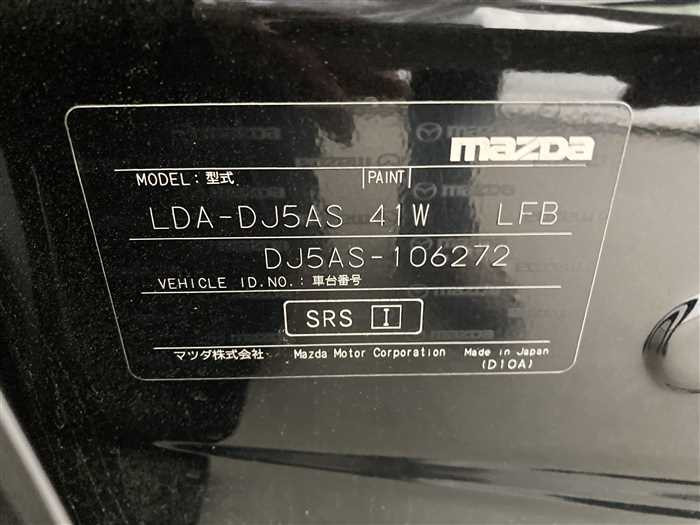 mazda
MODEL:型式 PAINT
LDA-DJ5AS 41W LFB
DJ5AS-106272
VEHICLE ID.NO.:車台番号
SRS I
マツダ株式会社 Mazda Motor Corporation Made in Japan
(D10A)